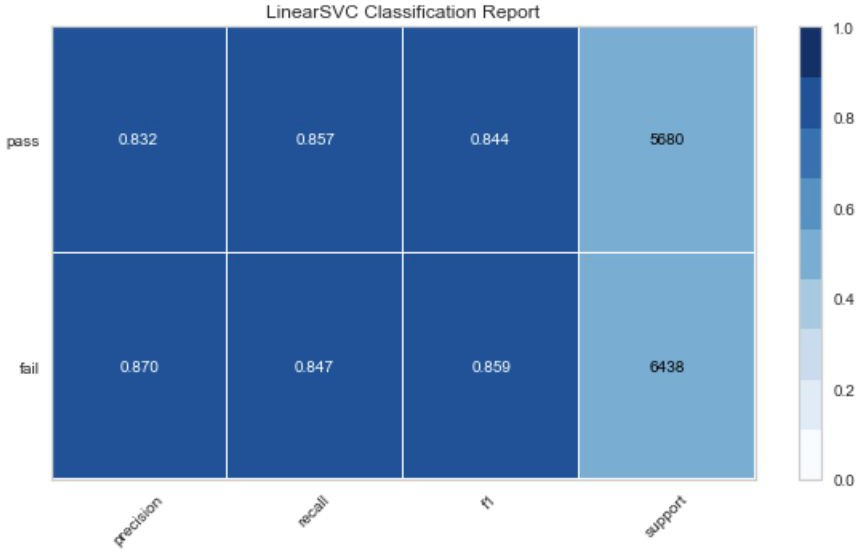 LinearSVC Classification Report
pass 0.832 0.857 0.844 5680
fail 0.870 0.847 0.859 6438
precision recall f1 support
1.0
0.8
0.6
0.4
0.2
0.0